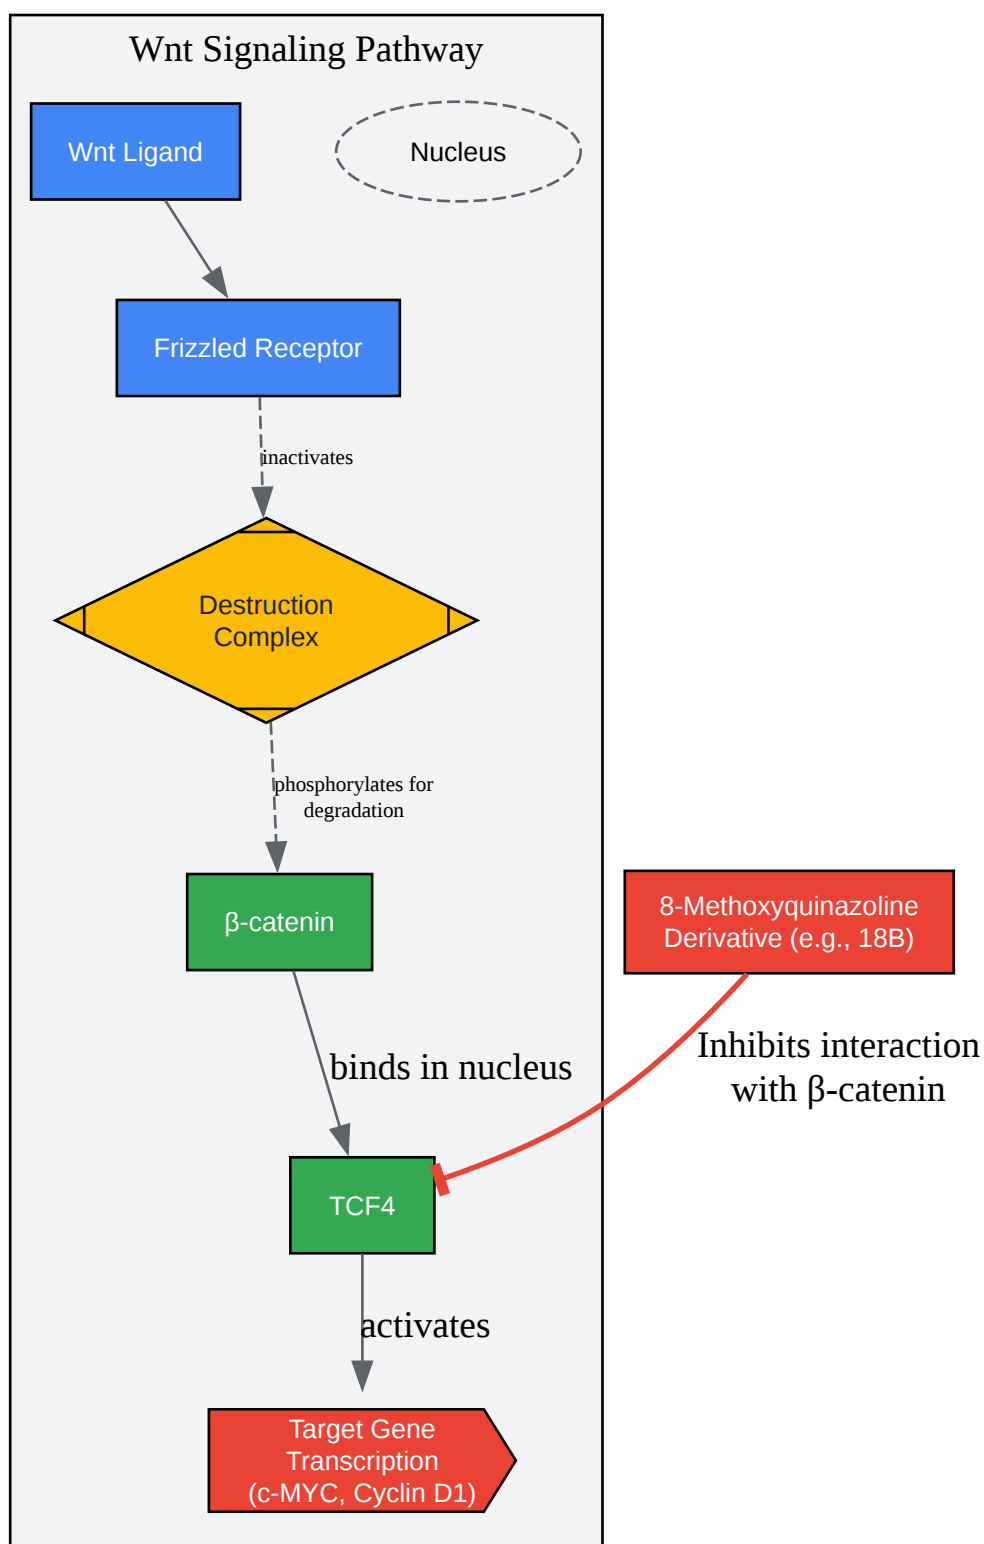 Wnt Signaling Pathway
Wnt Ligand
Nucleus
Frizzled Receptor
inactivates
Destruction
Complex
phosphorylates for
degradation
β-catenin
8-Methoxyquinazoline
Derivative (e.g., 18B)
binds in nucleus
Inhibits interaction
with β-catenin
TCF4
activates
Target Gene
Transcription
(c-MYC, Cyclin D1)